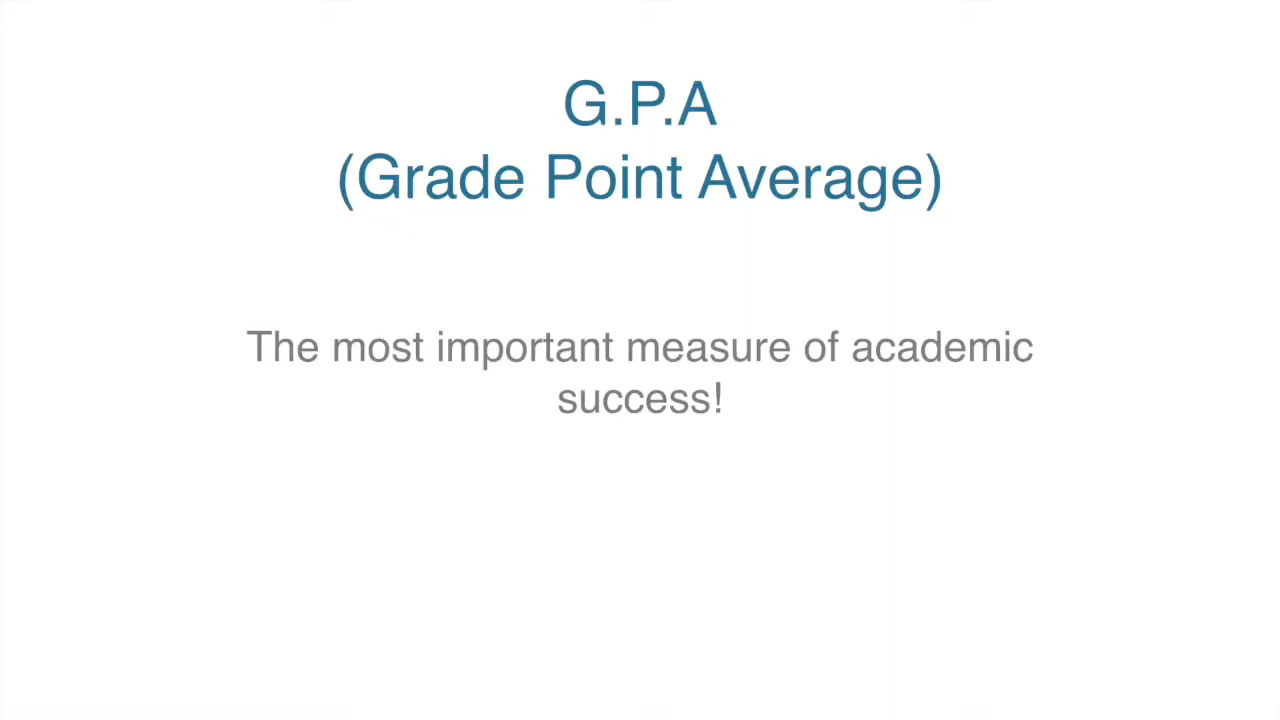 G.P.A
(Grade Point Average)
The most important measure of academic
success!